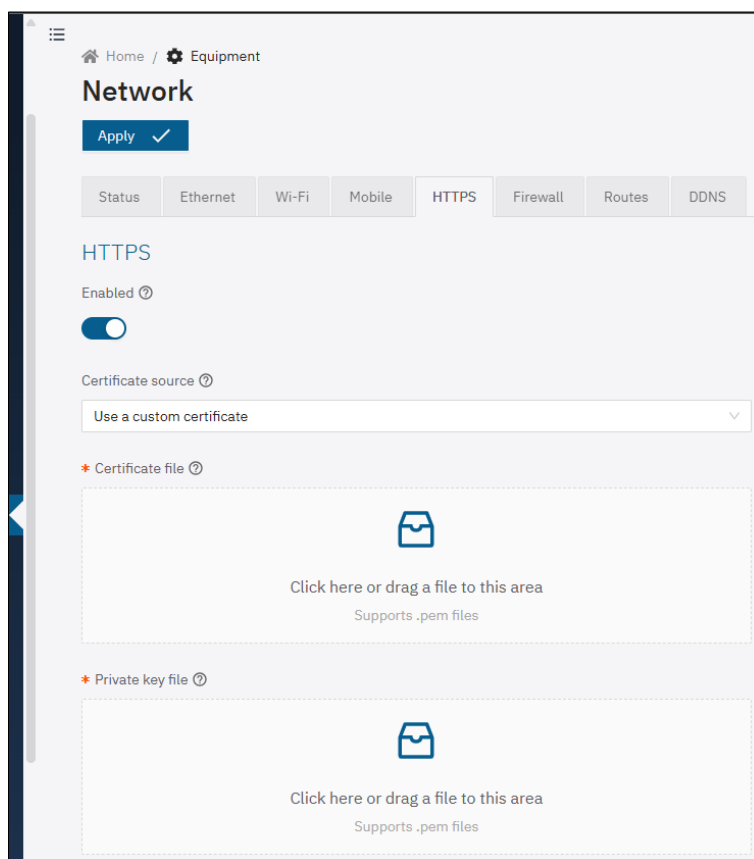 Home / Equipment
Network
Apply
Status Ethernet Wi-Fi Mobile HTTPS Firewall Routes DDNS
HTTPS
Enabled
Certificate source
Use a custom certificate
* Certificate file
Click here or drag a file to this area
Supports .pem files
* Private key file
Click here or drag a file to this area
Supports .pem files